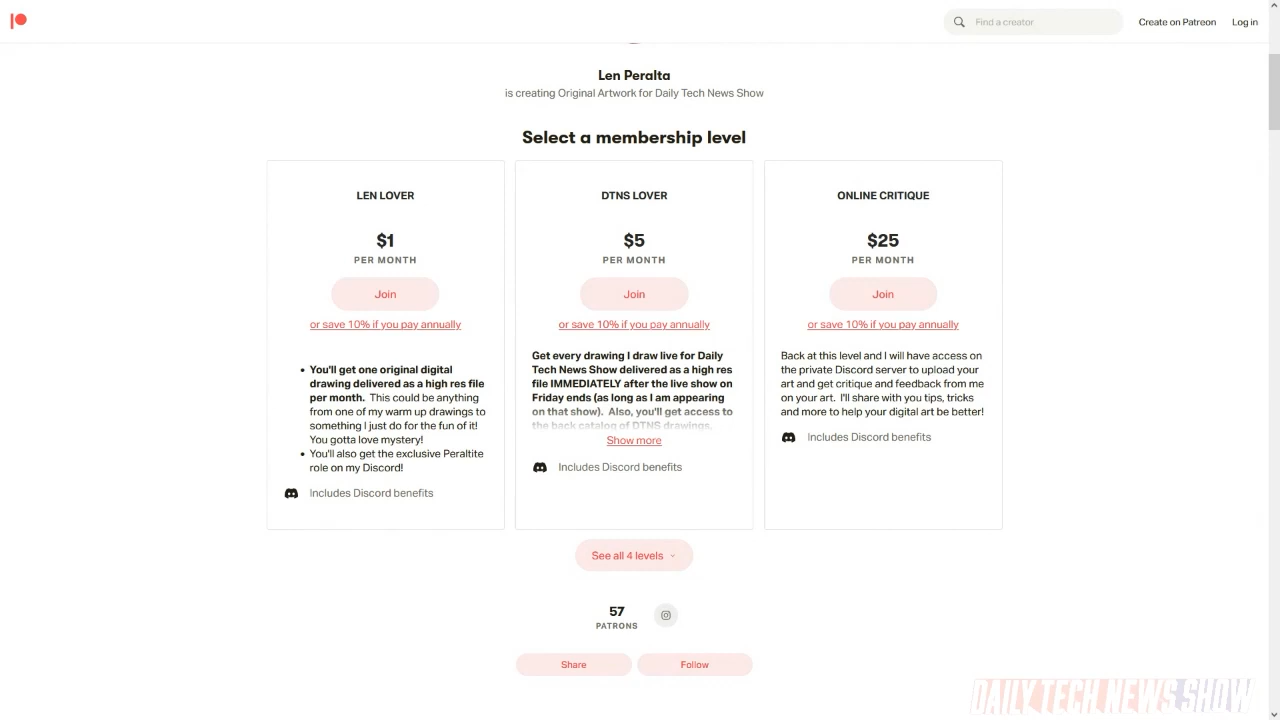 Find a creator
Create on Patreon
Log in
Len Peralta
is creating Original Artwork for Daily Tech News Show
Select a membership level
LEN LOVER
$1
PER MONTH
Join
or save 10% if you pay annually
• You'll get one original digital
drawing delivered as a high res file
per month. This could be anything
from one of my warm up drawings to
something I just do for the fun of it!
You gotta love mystery!
• You'll also get the exclusive Peraltite
role on my Discord!
Includes Discord benefits
DTNS LOVER
$5
PER MONTH
Join
or save 10% if you pay annually
Get every drawing I draw live for Daily
Tech News Show delivered as a high res
file IMMEDIATELY after the live show on
Friday ends (as long as I am appearing
on that show). Also, you'll get access to
the back catalog of DTNS drawings.
Show more
Includes Discord benefits
ONLINE CRITIQUE
$25
PER MONTH
Join
or save 10% if you pay annually
Back at this level and I will have access on
the private Discord server to upload your
art and get critique and feedback from me
on your art. I'll share with you tips, tricks
and more to help your digital art be better!
Includes Discord benefits
See all 4 levels
57
PATRONS
Share
Follow
DAILY TECH NEWS SHOW